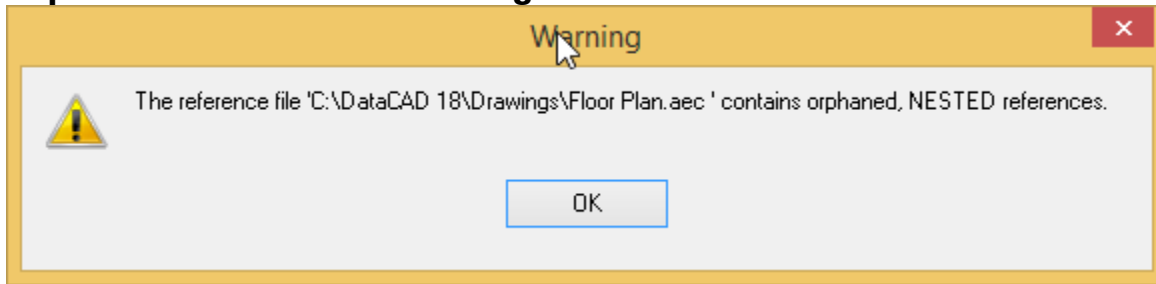 Warning
The reference file 'C:\DataCAD 18\Drawings\Floor Plan.aec ' contains orphaned, NESTED references.
OK